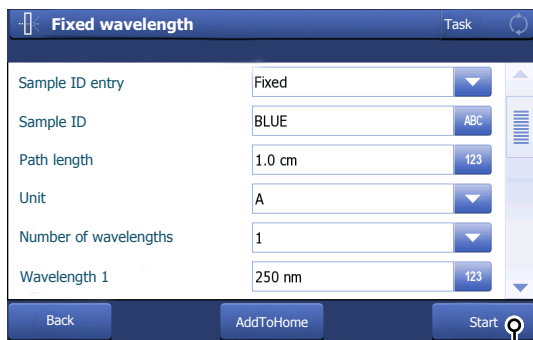 Fixed wavelength Task
Sample ID entry Fixed
Sample ID BLUE ABC
Path length 1.0 cm 123
Unit A
Number of wavelengths 1
Wavelength 1 250 nm 123
Back AddToHome Start